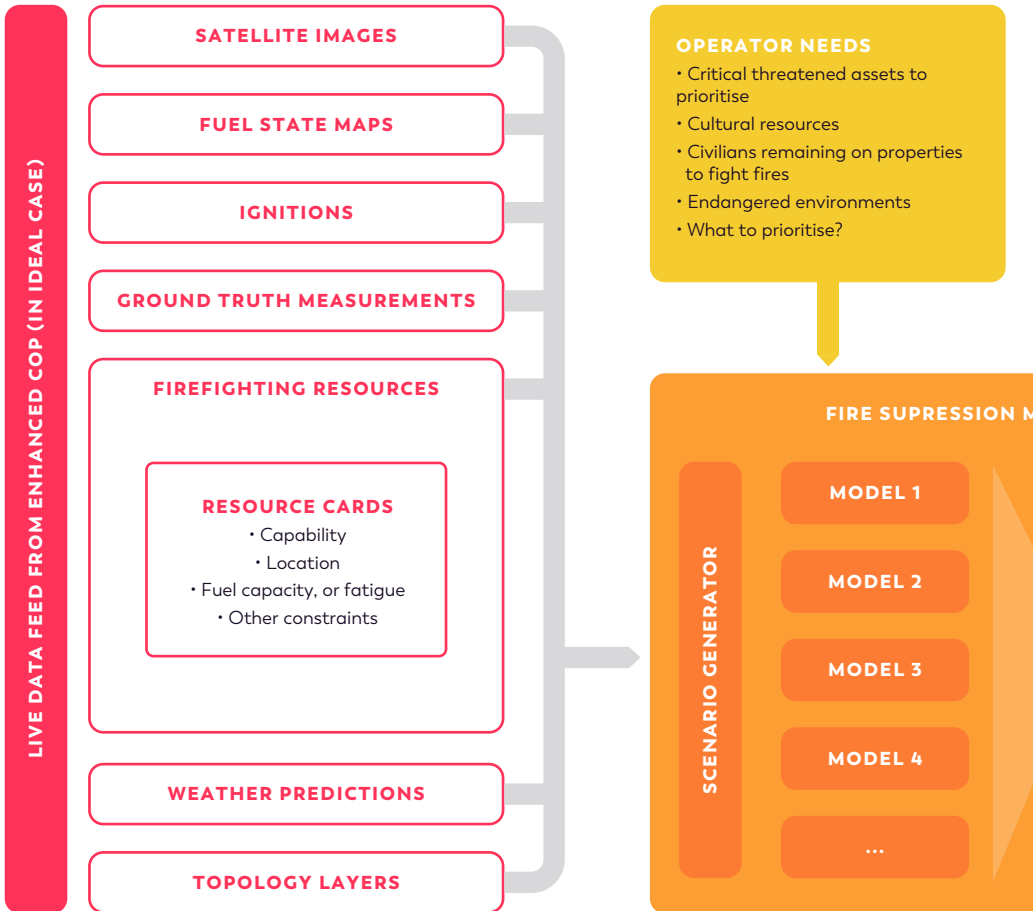 LIVE DATA FEED FROM ENHANCED COP (IN IDEAL CASE)
SATELLITE IMAGES
FUEL STATE MAPS
IGNITIONS
GROUND TRUTH MEASUREMENTS
FIREFIGHTING RESOURCES
RESOURCE CARDS
• Capability
• Location
• Fuel capacity, or fatigue
• Other constraints
WEATHER PREDICTIONS
TOPOLOGY LAYERS
OPERATOR NEEDS
• Critical threatened assets to
prioritise
• Cultural resources
• Civilians remaining on properties
to fight fires
• Endangered environments
• What to prioritise?
FIRE SUPRESSION M
SCENARIO GENERATOR
MODEL 1
MODEL 2
MODEL 3
MODEL 4
...